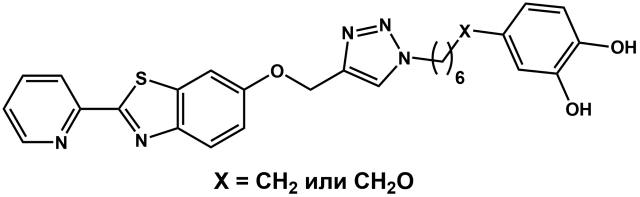 X
N N
OH
O
N
6
S
OH
N
N
X = CH₂ или CH₂O